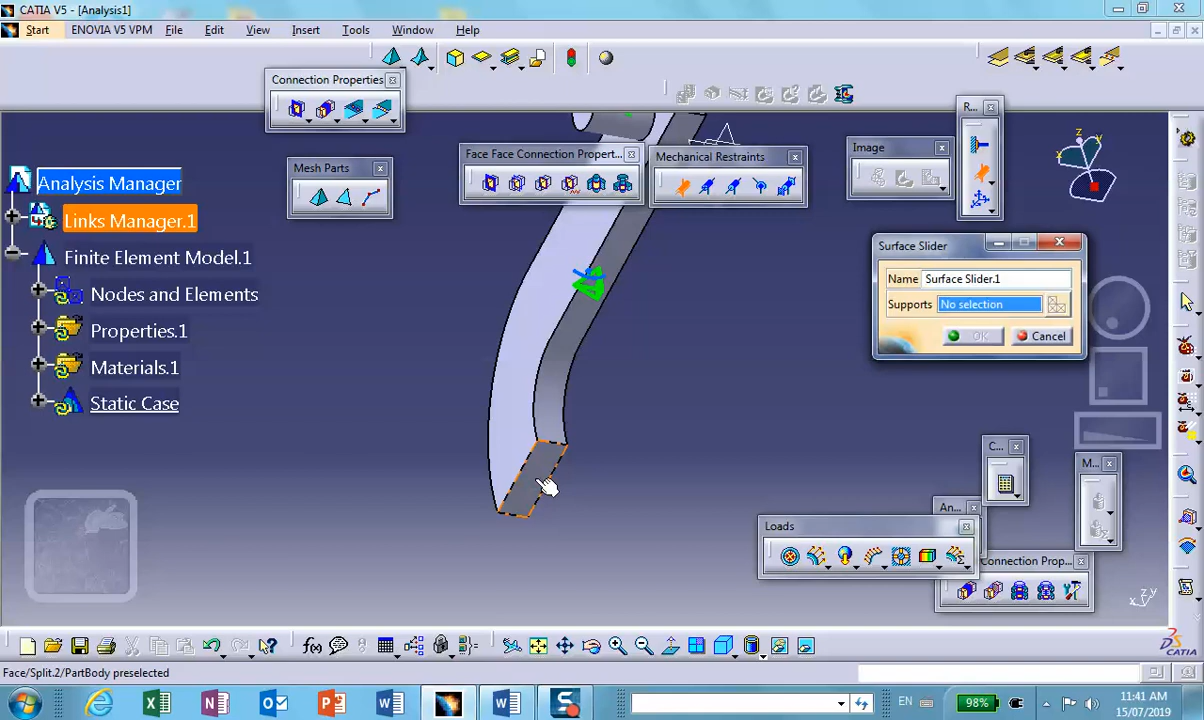 CATIA V5 - [Analysis1]
Start ENOVIA V5 VPM File Edit View Insert Tools Window Help
Connection Properties
R...
Face Face Connection Propert...
Mechanical Restraints
Image
Mesh Parts
z
y
Analysis Manager
Links Manager.1
Finite Element Model.1
Nodes and Elements
Properties.1
Materials.1
Static Case
Surface Slider
Name Surface Slider.1
Supports No selection
OK Cancel
C...
M...
An...
Loads
Connection Prop...
x y z
f(x)
CATIA
Face/Split.2/PartBody preselected
EN 98% 11:41 AM
15/07/2019